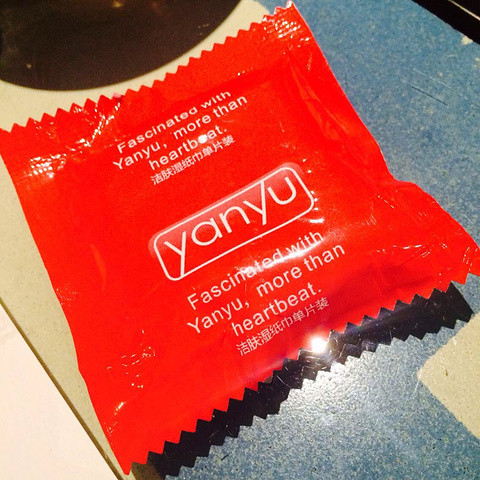 Fascinated with
Yanyu, more than
heartbeat.
洁肤湿纸巾单片装
yanyu
Fascinated with
Yanyu, more than
heartbeat.
洁肤湿纸巾单片装